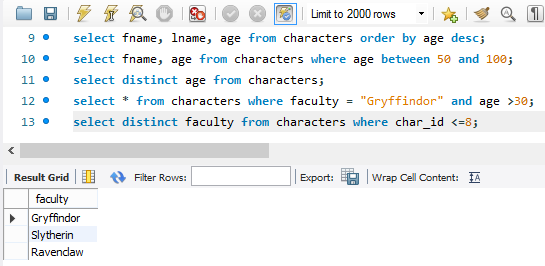 Limit to 2000 rows
9 select fname, lname, age from characters order by age desc;
10 select fname, age from characters where age between 50 and 100;
11 select distinct age from characters;
12 select * from characters where faculty = "Gryffindor" and age >30;
13 select distinct faculty from characters where char_id <=8;
Result Grid Filter Rows: Export: Wrap Cell Content:
faculty
Gryffindor
Slytherin
Ravenclaw